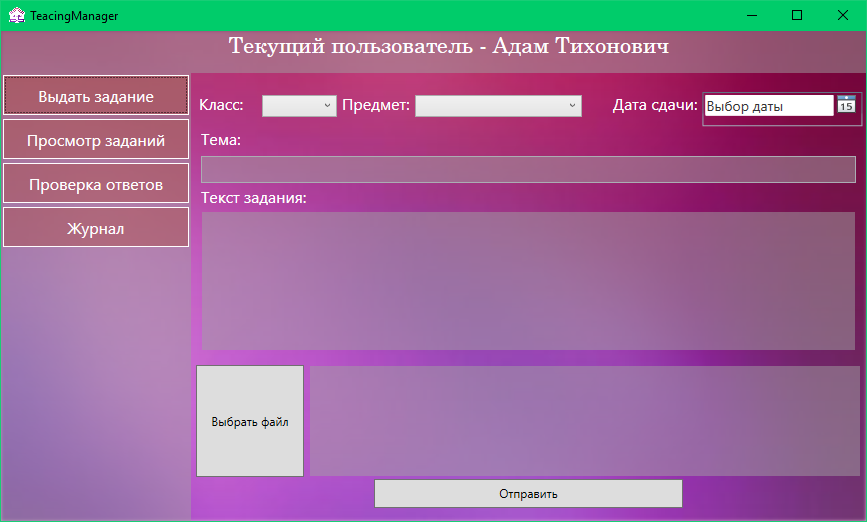 TeacingManager
Текущий пользователь - Адам Тихонович
Выдать задание
Просмотр заданий
Проверка ответов
Журнал
Класс: Предмет: Дата сдачи: Выбор даты 15
Тема:
Текст задания:
Выбрать файл
Отправить